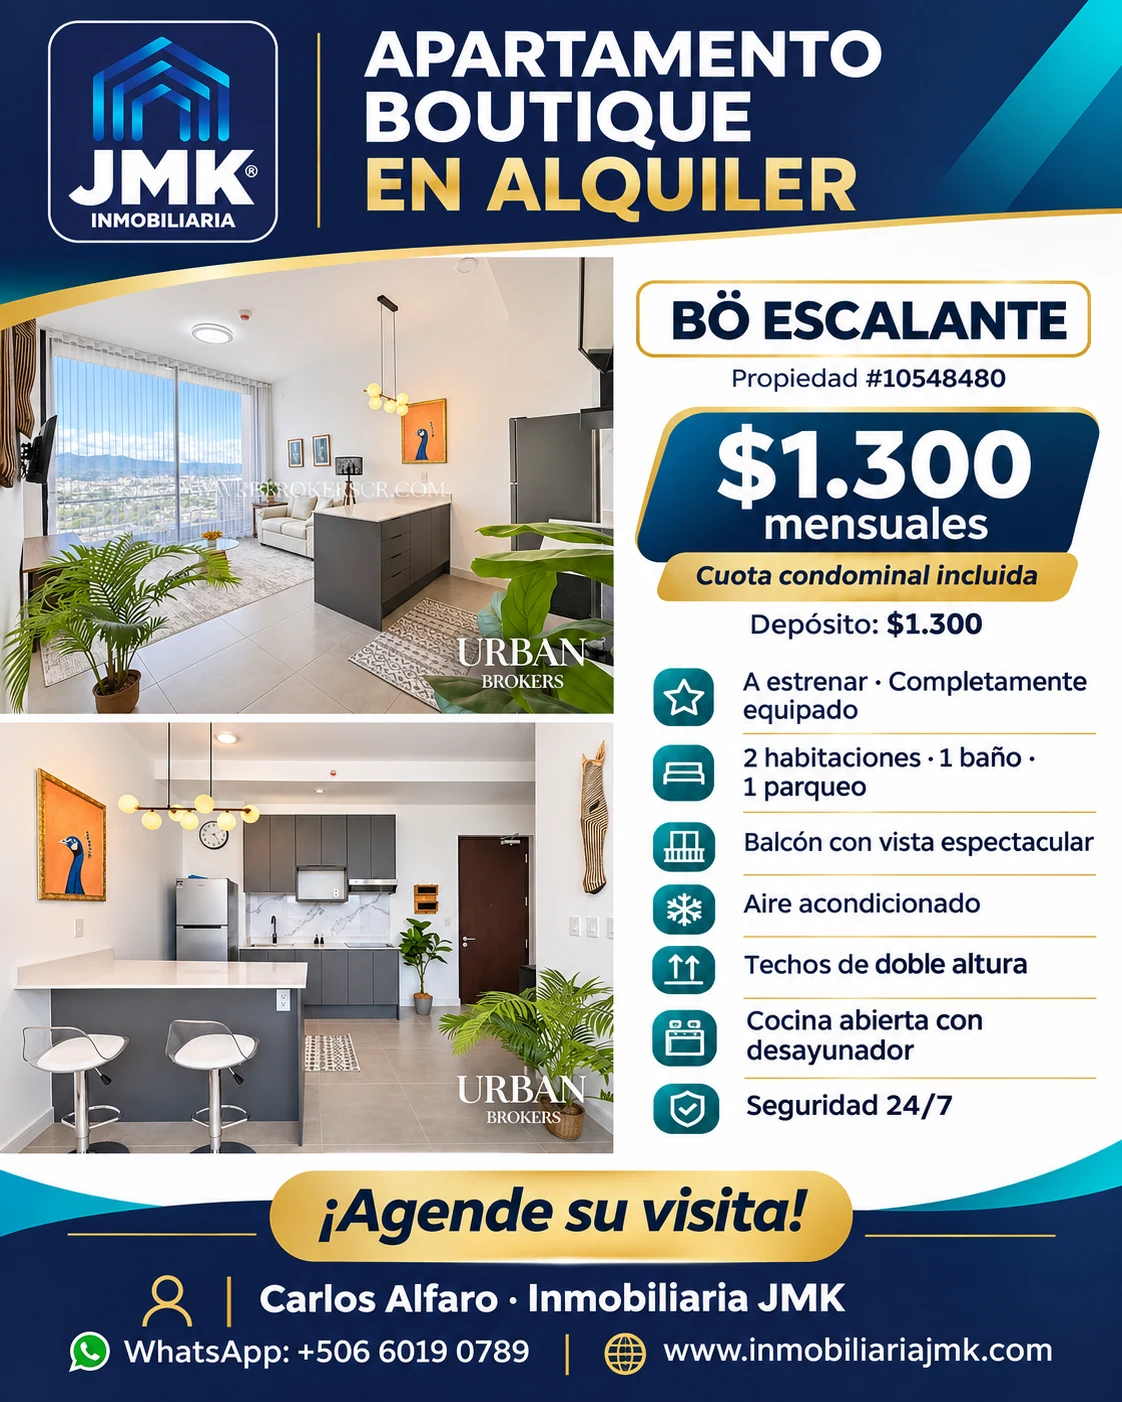 JMK®
INMOBILIARIA
APARTAMENTO
BOUTIQUE
EN ALQUILER
URBAN
BROKERS
URBAN
BROKERS
BÖ ESCALANTE
Propiedad #10548480
$1.300
mensuales
Cuota condominal incluida
Depósito: $1.300
A estrenar · Completamente
equipado
2 habitaciones · 1 baño ·
1 parqueo
Balcón con vista espectacular
Aire acondicionado
Techos de doble altura
Cocina abierta con
desayunador
Seguridad 24/7
¡Agende su visita!
Carlos Alfaro · Inmobiliaria JMK
WhatsApp: +506 6019 0789
www.inmobiliariajmk.com